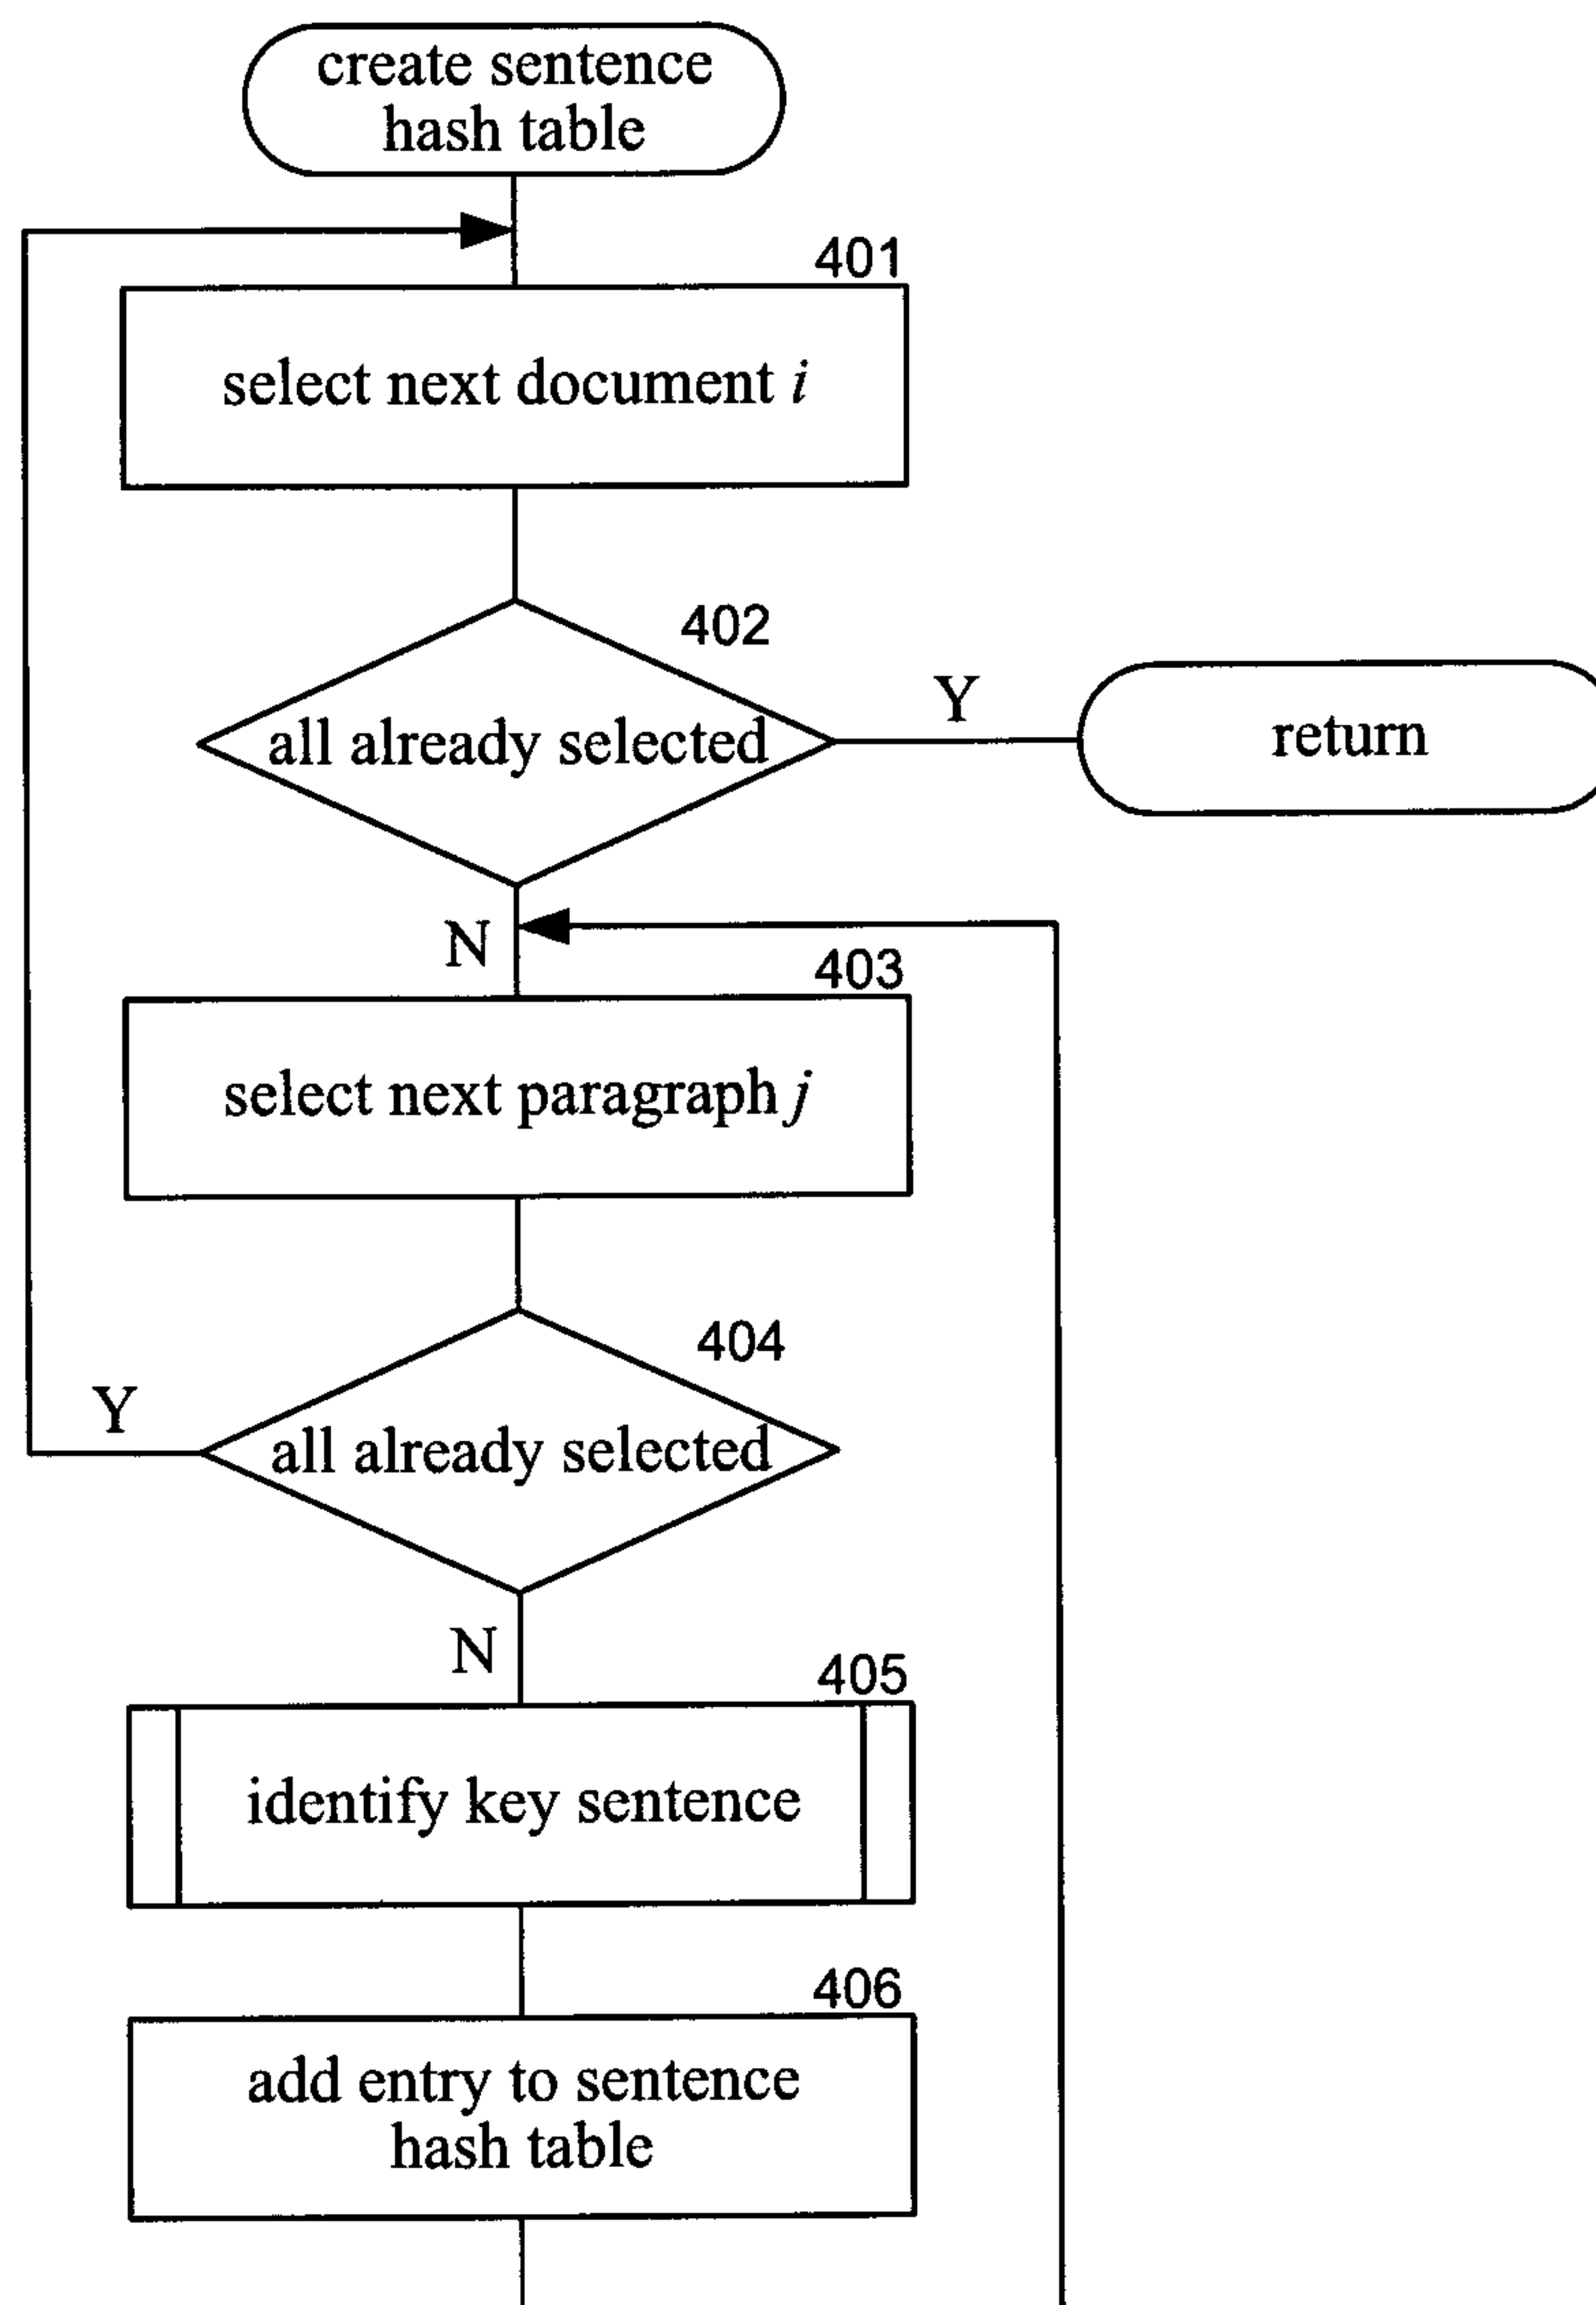 create sentence
hash table
401
select next document i
402
all already selected
Y
return
N
403
select next paragraph j
404
Y
all already selected
N
405
identify key sentence
406
add entry to sentence
hash table